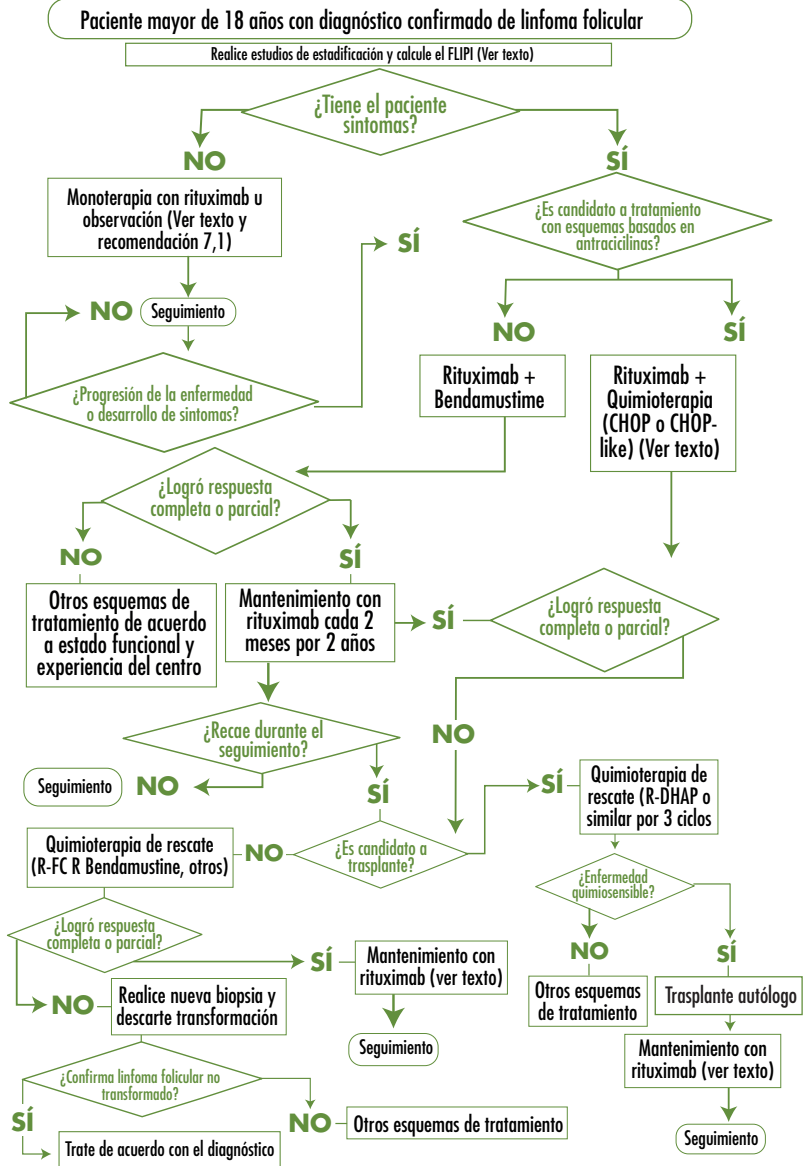 Paciente mayor de 18 años con diagnóstico confirmado de linfoma folicular
Realice estudios de estadificación y calcule el FLIPI (Ver texto)
¿Tiene el paciente
sintomas?
NO
SÍ
Monoterapia con rituximab u
observación (Ver texto y
recomendación 7,1)
¿Es candidato a tratamiento
con esquemas basados en
antracicilinas?
SÍ
NO
Seguimiento
NO
SÍ
¿Progresión de la enfermedad
o desarrollo de sintomas?
Rituximab +
Bendamustime
Rituximab +
Quimioterapia
(CHOP o CHOP-
like) (Ver texto)
¿Logró respuesta
completa o parcial?
NO
SÍ
Otros esquemas de
tratamiento de acuerdo
a estado funcional y
experiencia del centro
Mantenimiento con
rituximab cada 2
meses por 2 años
SÍ
¿Logró respuesta
completa o parcial?
¿Recae durante el
seguimiento?
NO
Seguimiento
NO
SÍ
SÍ
Quimioterapia de
rescate (R-DHAP o
similar por 3 ciclos
Quimioterapia de rescate
(R-FC R Bendamustine, otros)
NO
¿Es candidato a
trasplante?
¿Enfermedad
quimiosensible?
¿Logró respuesta
completa o parcial?
SÍ
Mantenimiento con
rituximab (ver texto)
NO
SÍ
NO
Realice nueva biopsia y
descarte transformación
Otros esquemas
de tratamiento
Trasplante autólogo
Seguimiento
Mantenimiento con
rituximab (ver texto)
¿Confirma linfoma folicular no
transformado?
SÍ
NO
Otros esquemas de tratamiento
Seguimiento
Trate de acuerdo con el diagnóstico